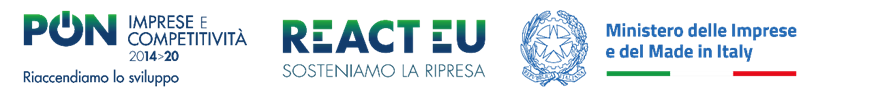 PON IMPRESE E
COMPETITIVITÀ
2014>20
Riaccendiamo lo sviluppo
REACT EU
SOSTENIAMO LA RIPRESA
Ministero delle Imprese
e del Made in Italy